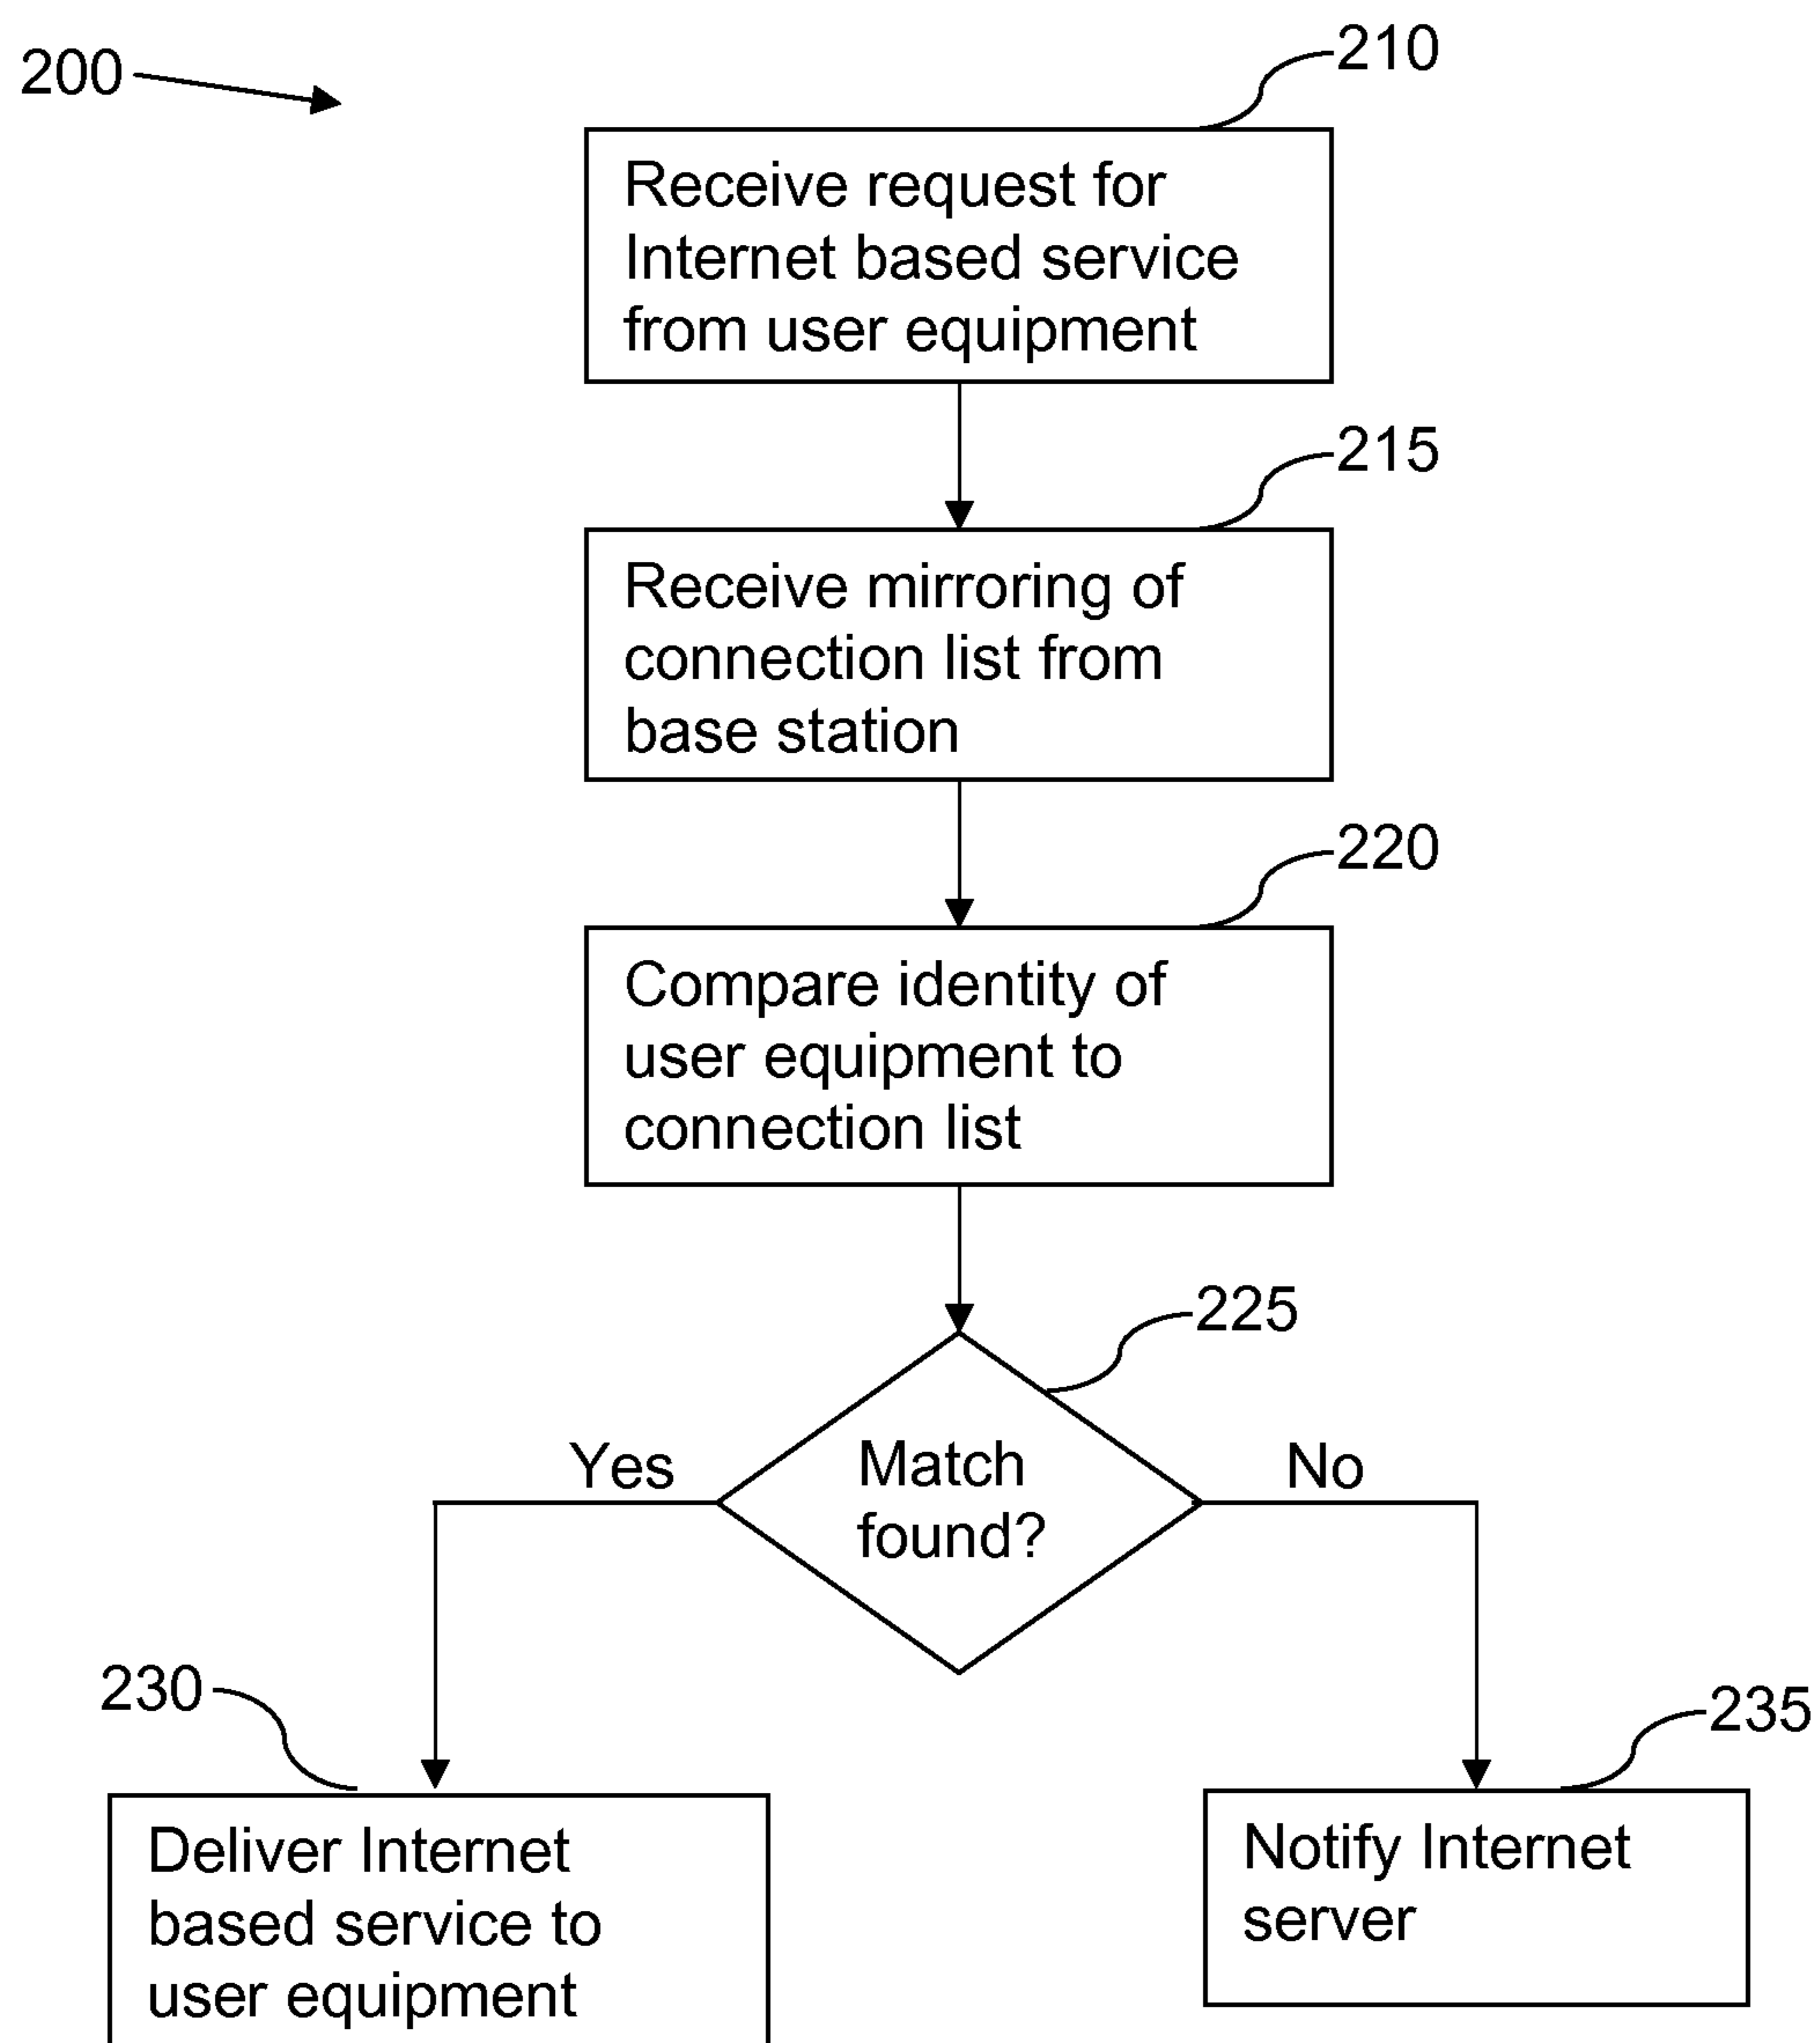 200
210
Receive request for
Internet based service
from user equipment
215
Receive mirroring of
connection list from
base station
220
Compare identity of
user equipment to
connection list
225
Match
found?
Yes
No
230
Deliver Internet
based service to
user equipment
235
Notify Internet
server